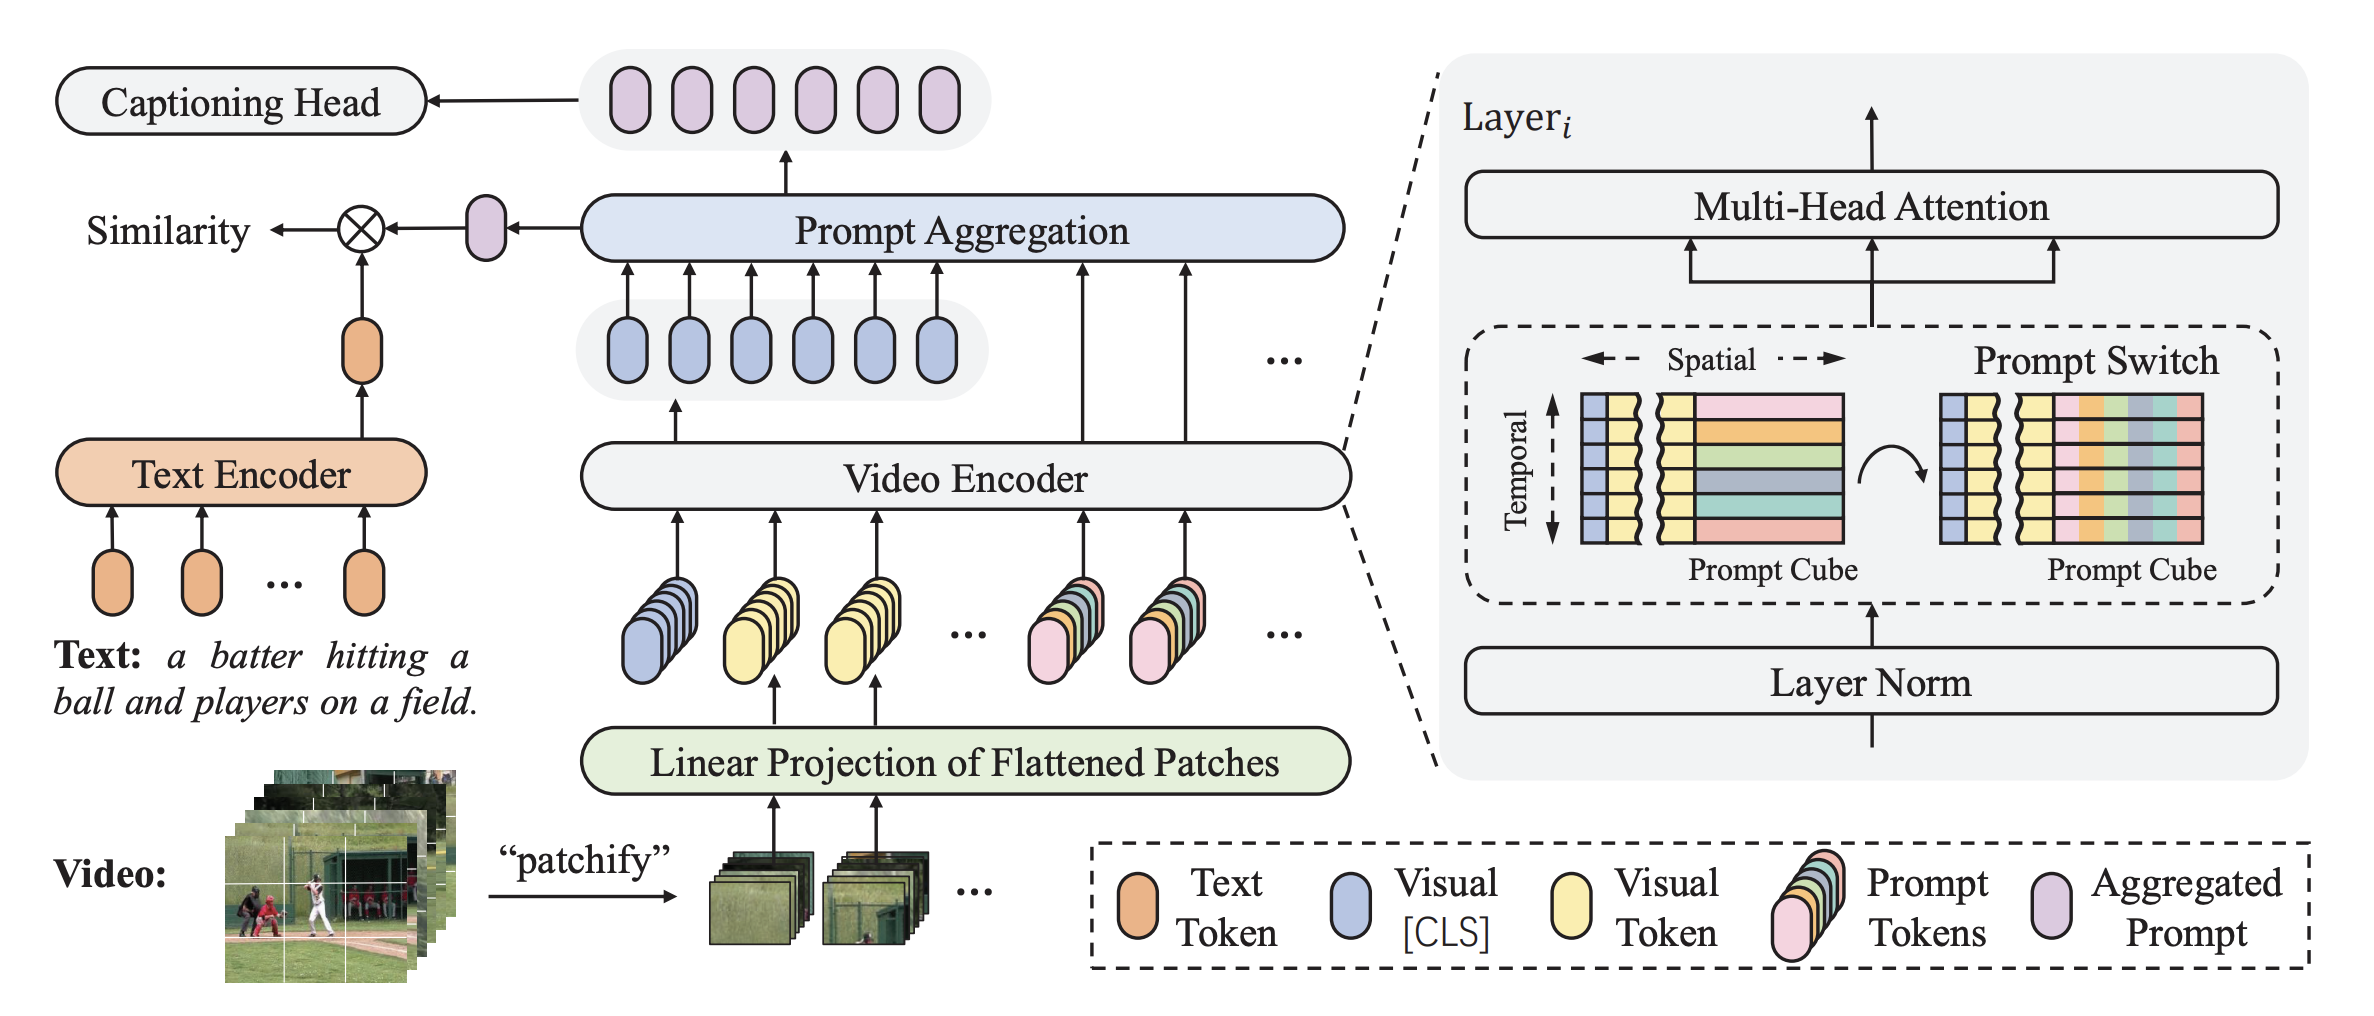 Captioning Head
Similarity
Prompt Aggregation
...
Text Encoder
Video Encoder
...
...
...
Text: a batter hitting a
ball and players on a field.
Linear Projection of Flattened Patches
Video:
“patchify”
...
Layer𝑖
Multi-Head Attention
Spatial
Prompt Switch
Temporal
Prompt Cube
Prompt Cube
Layer Norm
Text
Token
Visual
[CLS]
Visual
Token
Prompt
Tokens
Aggregated
Prompt